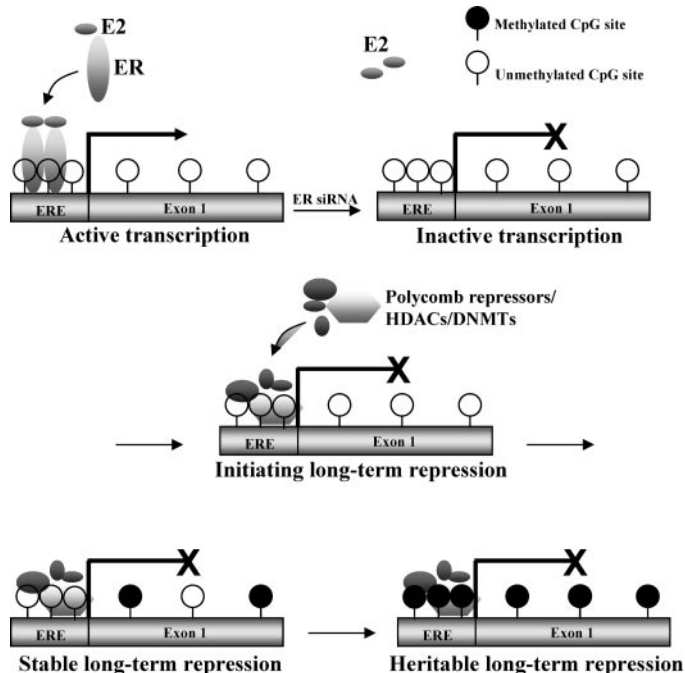 E2
ER
E2
Methylated CpG site
Unmethylated CpG site
ERE
Exon 1
Active transcription
ER siRNA
ERE
Exon 1
Inactive transcription
Polycomb repressors/
HDACs/DNMTs
ERE
Exon 1
Initiating long-term repression
ERE
Exon 1
Stable long-term repression
ERE
Exon 1
Heritable long-term repression